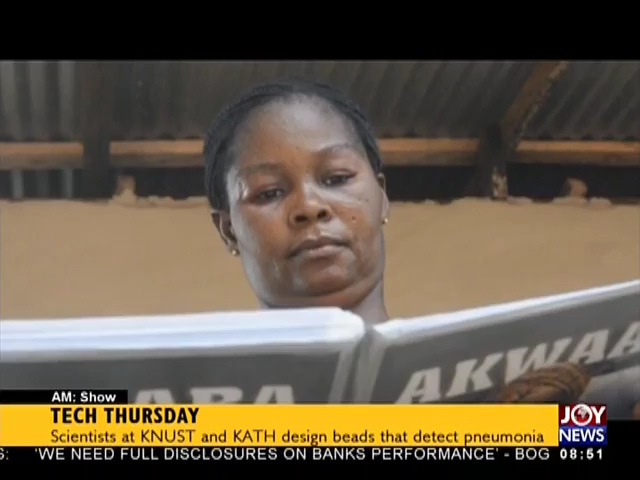 ABA
AKWAA
AM: Show
TECH THURSDAY
Scientists at KNUST and KATH design beads that detect pneumonia
JOY
NEWS
S: 'WE NEED FULL DISCLOSURES ON BANKS PERFORMANCE' - BOG
08:51